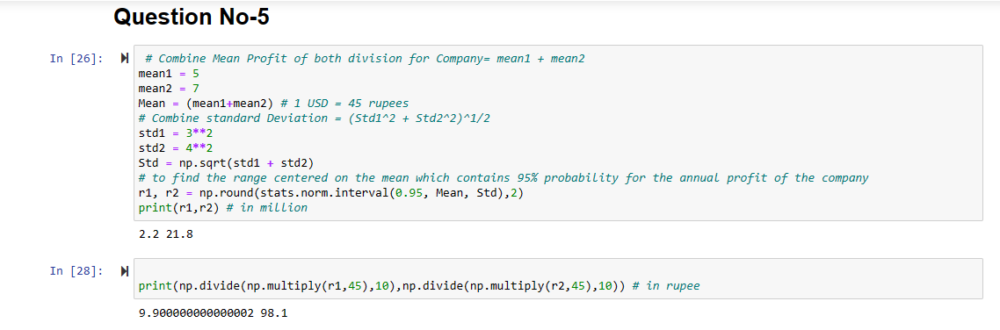 Question No-5
In [26]:
# Combine Mean Profit of both division for Company= mean1 + mean2
mean1 = 5
mean2 = 7
Mean = (mean1+mean2) # 1 USD = 45 rupees
# Combine standard Deviation = (Std1^2 + Std2^2)^1/2
std1 = 3**2
std2 = 4**2
Std = np.sqrt(std1 + std2)
# to find the range centered on the mean which contains 95% probability for the annual profit of the company
r1, r2 = np.round(stats.norm.interval(0.95, Mean, Std),2)
print(r1,r2) # in million
2.2 21.8
In [28]:
print(np.divide(np.multiply(r1,45),10),np.divide(np.multiply(r2,45),10)) # in rupee
9.900000000000002 98.1